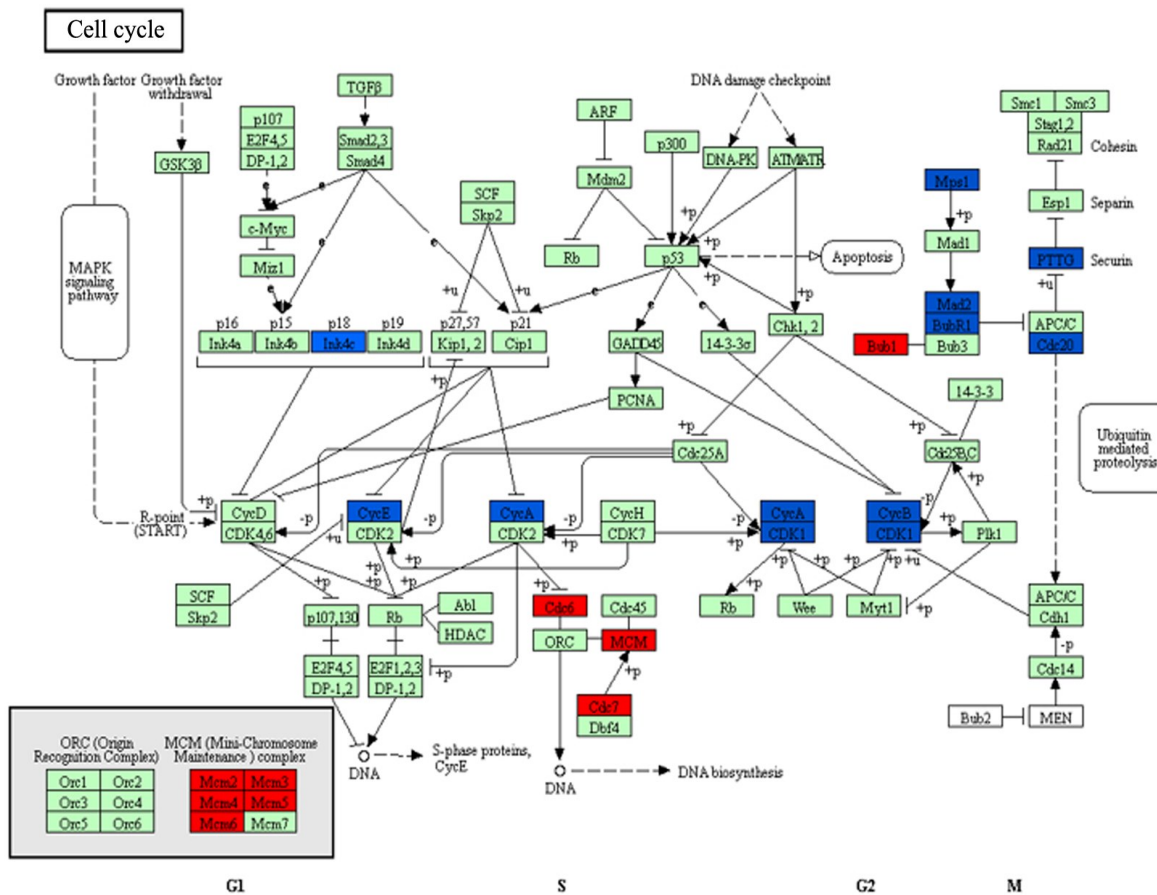 Cell cycle
Growth factor
Growth factor
withdrawal
TGFβ
DNA damage checkpoint
p107
E2F4,5
DP-1,2
Smad2,3
Smad4
ARF
p300
DNA-PK
ATM/ATR
Smc1
Smc3
Stag1,2
Rad21
Cohesin
GSK3β
Mdm2
SCF
Skp2
Mps1
Esp1
Separin
+p
+p
+p
e
e
c-Myc
Rb
p53
Apoptosis
Mad1
PTTG
Securin
MAPK
signaling
pathway
Miz1
e
e
e
+u
+u
e
e
e
+p
+p
+u
p16
p15
p18
p19
p27,57
p21
Ink4a
Ink4b
Ink4c
Ink4d
Kip1, 2
Cip1
GADD45
14-3-3σ
Chk1, 2
Mad2
BubR1
Bub3
Bub1
APC/C
Cdc20
+p
PCNA
14-3-3
Ubiquitin
mediated
proteolysis
+p
+p
Cdc25A
Cdc25B,C
+p
R-point
(START)
+p
CycD
CDK4,6
-p
CycE
CDK2
-p
CycA
CDK2
-p
+p
CycH
CDK7
-p
+p
CycA
CDK1
CycB
CDK1
-p
+p
Plk1
+u
+p
+p
+p
+p
+p
+p
+p
+p
+p
+p
+u
+p
SCF
Skp2
p107,130
Rb
Abl
HDAC
Cdc6
Cdc45
ORC
MCM
Rb
Wee
Myt1
APC/C
Cdh1
-p
E2F4,5
DP-1,2
E2F1,2,3
DP-1,2
+p
+p
Cdc7
Dbf4
Cdc14
Bub2
MEN
DNA
S-phase proteins,
CycE
DNA
DNA biosynthesis
ORC (Origin
Recognition Complex)
MCM (Mini-Chromosome
Maintenance ) complex
Orc1
Orc2
Mcm2
Mcm3
Orc3
Orc4
Mcm4
Mcm5
Orc5
Orc6
Mcm6
Mcm7
G1
S
G2
M